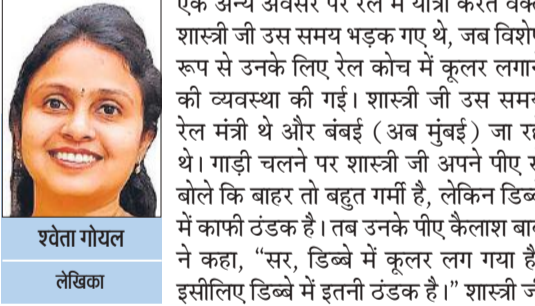 श्वेता गोयल
लेखिका
एक अन्य अवसर पर रेल में यात्रा करते वक्त
शास्त्री जी उस समय भड़क गए थे, जब विशेष
रूप से उनके लिए रेल कोच में कूलर लगाने
की व्यवस्था की गई। शास्त्री जी उस समय
रेल मंत्री थे और बंबई (अब मुंबई) जा रहे
थे। गाड़ी चलने पर शास्त्री जी अपने पीए
बोले कि बाहर तो बहुत गर्मी है, लेकिन डिब्बे
में काफी ठंडक है। तब उनके पीए कैलाश बाबू
ने कहा, “सर, डिब्बे में कूलर लग गया है
इसीलिए डिब्बे में इतनी ठंडक है।” शास्त्री जी